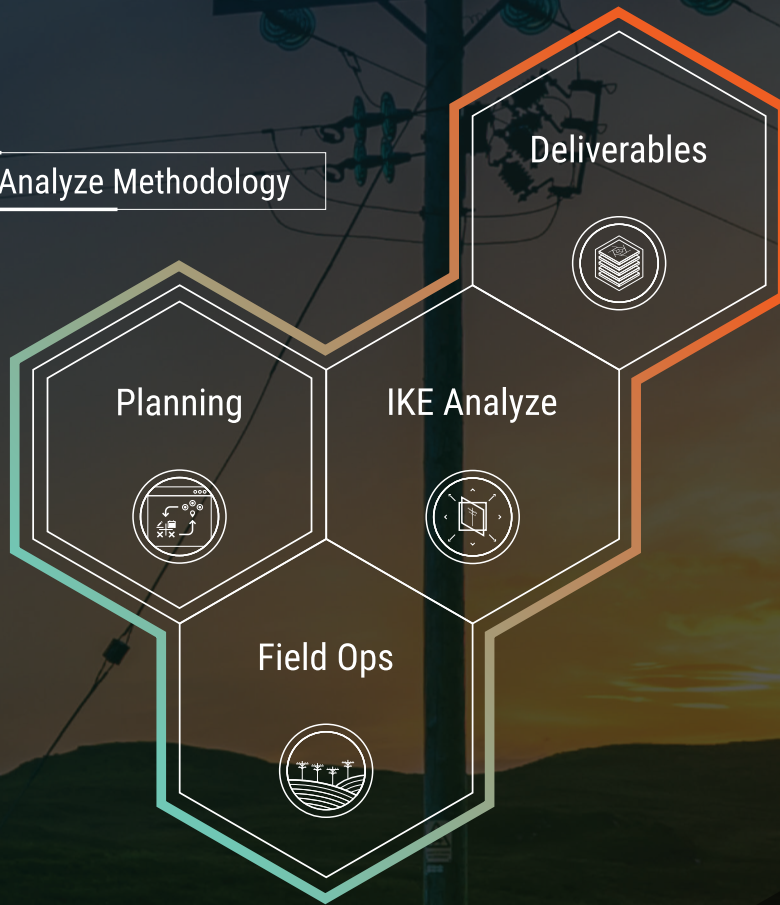 Analyze Methodology
Deliverables
Planning
IKE Analyze
Field Ops